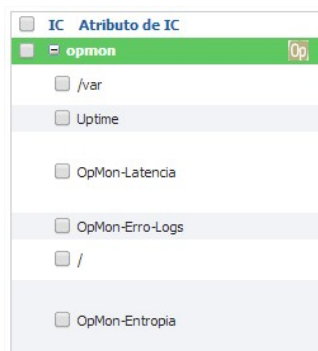 IC Atributo de IC
opmon Op
/var
Uptime
OpMon-Latencia
OpMon-Erro-Logs
/
OpMon-Entropia